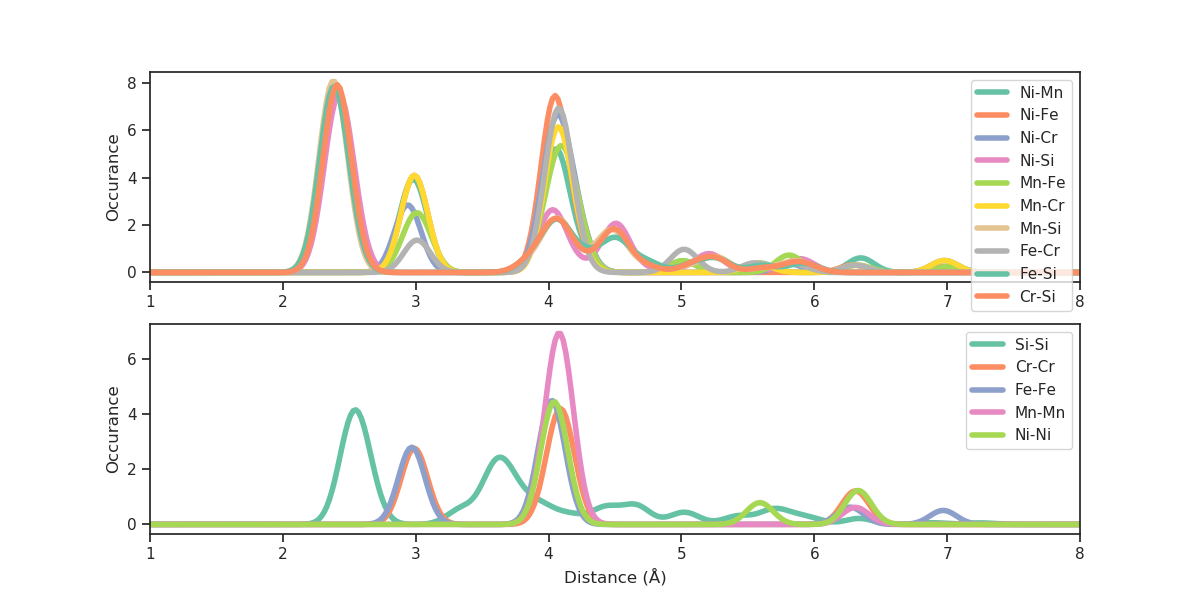 Occurance
8
6
4
2
0
1 2 3 4 5 6 7 8
Ni-Mn
Ni-Fe
Ni-Cr
Ni-Si
Mn-Fe
Mn-Cr
Mn-Si
Fe-Cr
Fe-Si
Cr-Si
Occurance
6
4
2
0
1 2 3 4 5 6 7 8
Distance (Å)
Si-Si
Cr-Cr
Fe-Fe
Mn-Mn
Ni-Ni